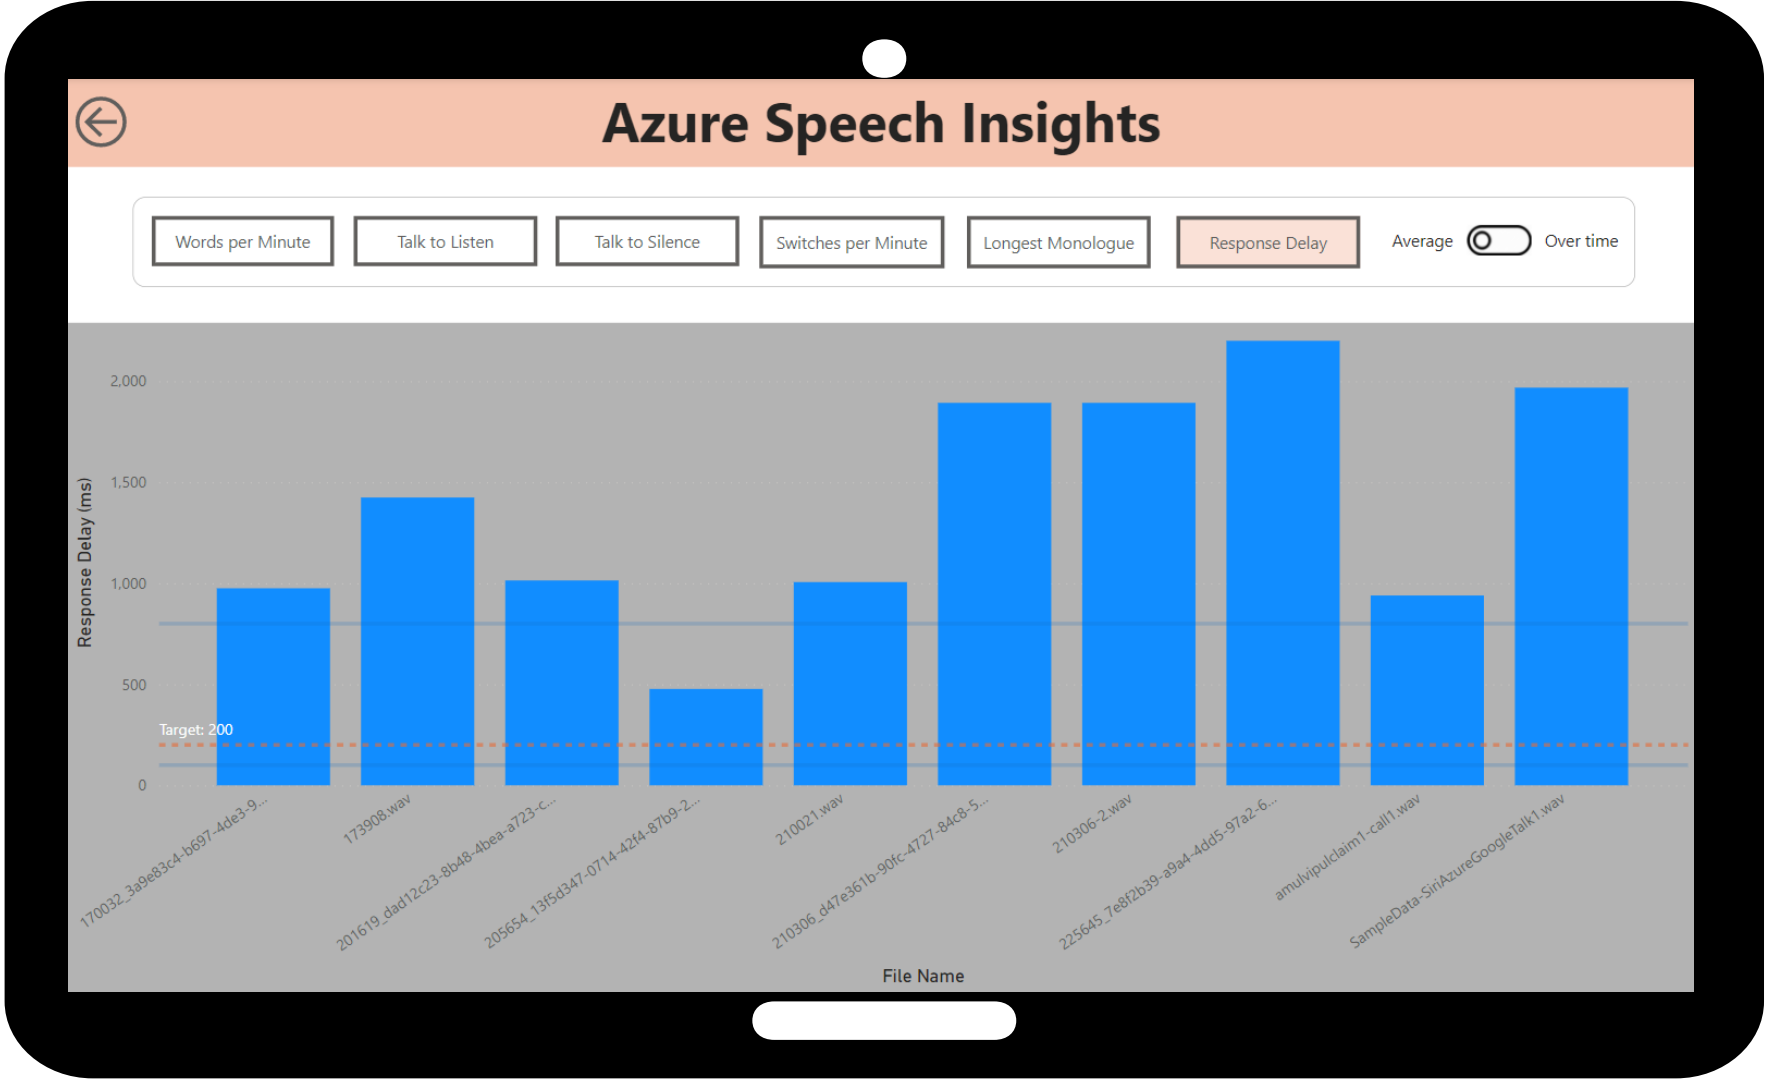 Azure Speech Insights
Words per Minute
Talk to Listen
Talk to Silence
Switches per Minute
Longest Monologue
Response Delay
Average
Over time
Response Delay (ms)
2,000
1,500
1,000
500
0
Target: 200
170032_3a9e83c4-b697-4de3-9...
173908.wav
201619_dad12c23-8b48-4bea-a723-c...
205654_13f5d347-0714-42f4-87b9-2...
210021.wav
210306_d47e361b-90fc-4727-84c8-5...
210306-2.wav
225645_7e8f2b39-a9a4-4dd5-97a2-6...
amulvipulclaim1-call1.wav
SampleData-SiriAzureGoogleTalk1.wav
File Name